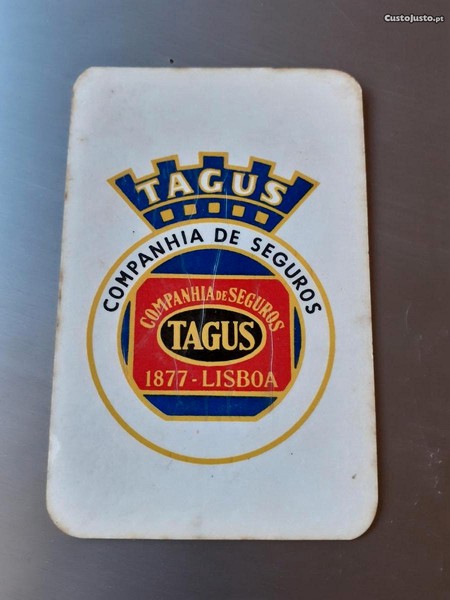 CustoJusto.pt
TAGUS
COMPANHIA DE SEGUROS
COMPANHIA DE SEGUROS
TAGUS
1877-LISBOA